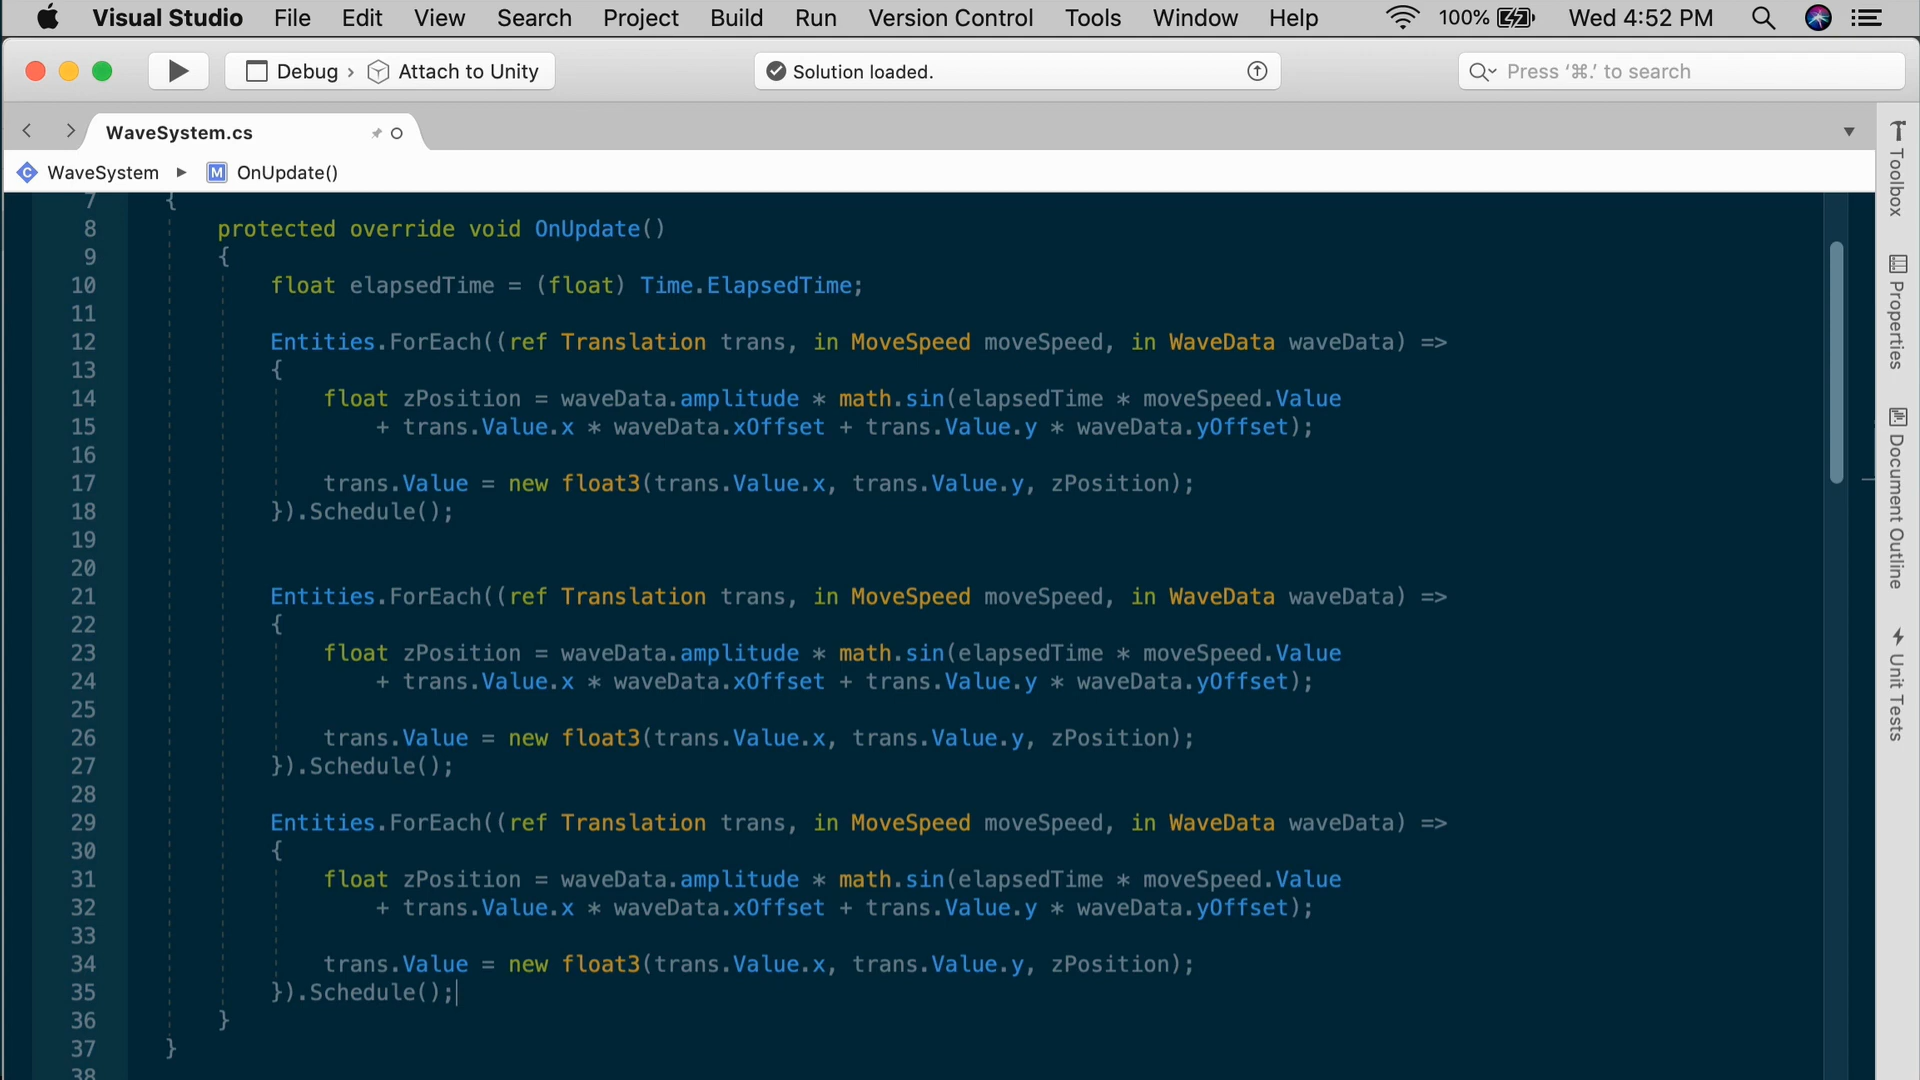 Visual Studio File Edit View Search Project Build Run Version Control Tools Window Help 100% Wed 4:52 PM
Debug › Attach to Unity Solution loaded. Press ‘⌘.’ to search
WaveSystem.cs
WaveSystem ▸ M OnUpdate()
7 {
8 protected override void OnUpdate()
9 {
10 float elapsedTime = (float) Time.ElapsedTime;
11
12 Entities.ForEach((ref Translation trans, in MoveSpeed moveSpeed, in WaveData waveData) =>
13 {
14 float zPosition = waveData.amplitude * math.sin(elapsedTime * moveSpeed.Value
15 + trans.Value.x * waveData.xOffset + trans.Value.y * waveData.yOffset);
16
17 trans.Value = new float3(trans.Value.x, trans.Value.y, zPosition);
18 }).Schedule();
19
20
21 Entities.ForEach((ref Translation trans, in MoveSpeed moveSpeed, in WaveData waveData) =>
22 {
23 float zPosition = waveData.amplitude * math.sin(elapsedTime * moveSpeed.Value
24 + trans.Value.x * waveData.xOffset + trans.Value.y * waveData.yOffset);
25
26 trans.Value = new float3(trans.Value.x, trans.Value.y, zPosition);
27 }).Schedule();
28
29 Entities.ForEach((ref Translation trans, in MoveSpeed moveSpeed, in WaveData waveData) =>
30 {
31 float zPosition = waveData.amplitude * math.sin(elapsedTime * moveSpeed.Value
32 + trans.Value.x * waveData.xOffset + trans.Value.y * waveData.yOffset);
33
34 trans.Value = new float3(trans.Value.x, trans.Value.y, zPosition);
35 }).Schedule();
36 }
37 }
38
Toolbox
Properties
Document Outline
Unit Tests